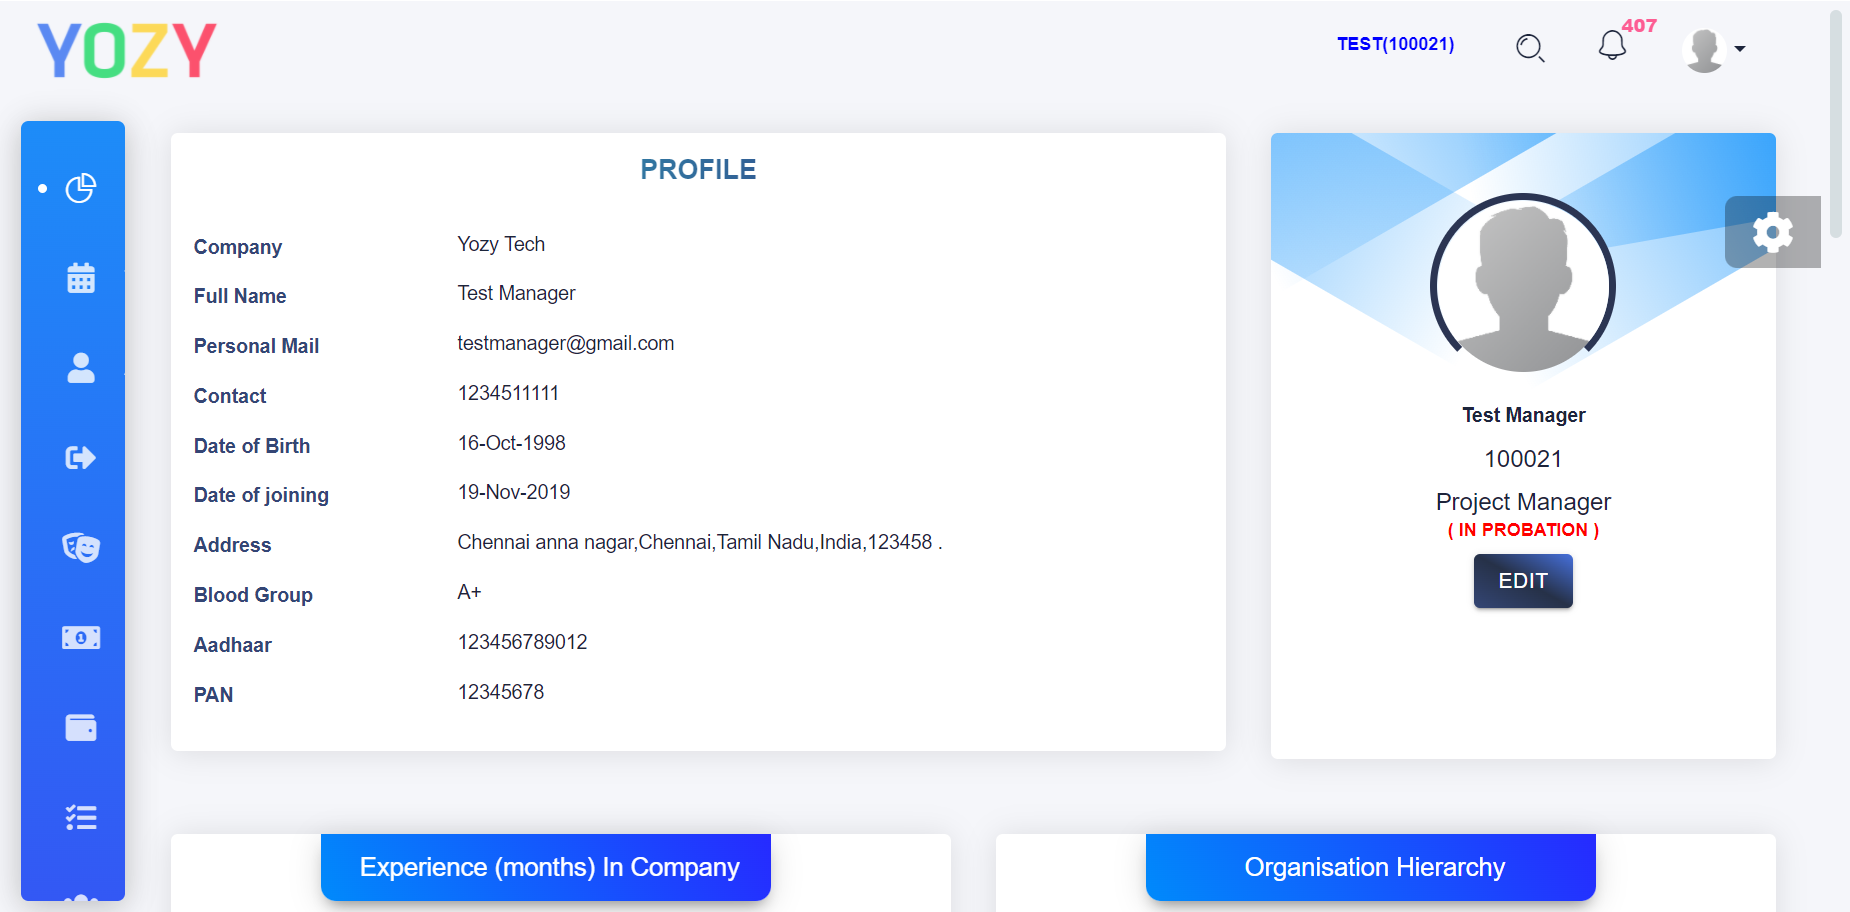 YOZY
TEST(100021)
407
PROFILE
Company Yozy Tech
Full Name Test Manager
Personal Mail testmanager@gmail.com
Contact 1234511111
Date of Birth 16-Oct-1998
Date of joining 19-Nov-2019
Address Chennai anna nagar,Chennai,Tamil Nadu,India,123458 .
Blood Group A+
Aadhaar 123456789012
PAN 12345678
Test Manager
100021
Project Manager
( IN PROBATION )
EDIT
Experience (months) In Company
Organisation Hierarchy